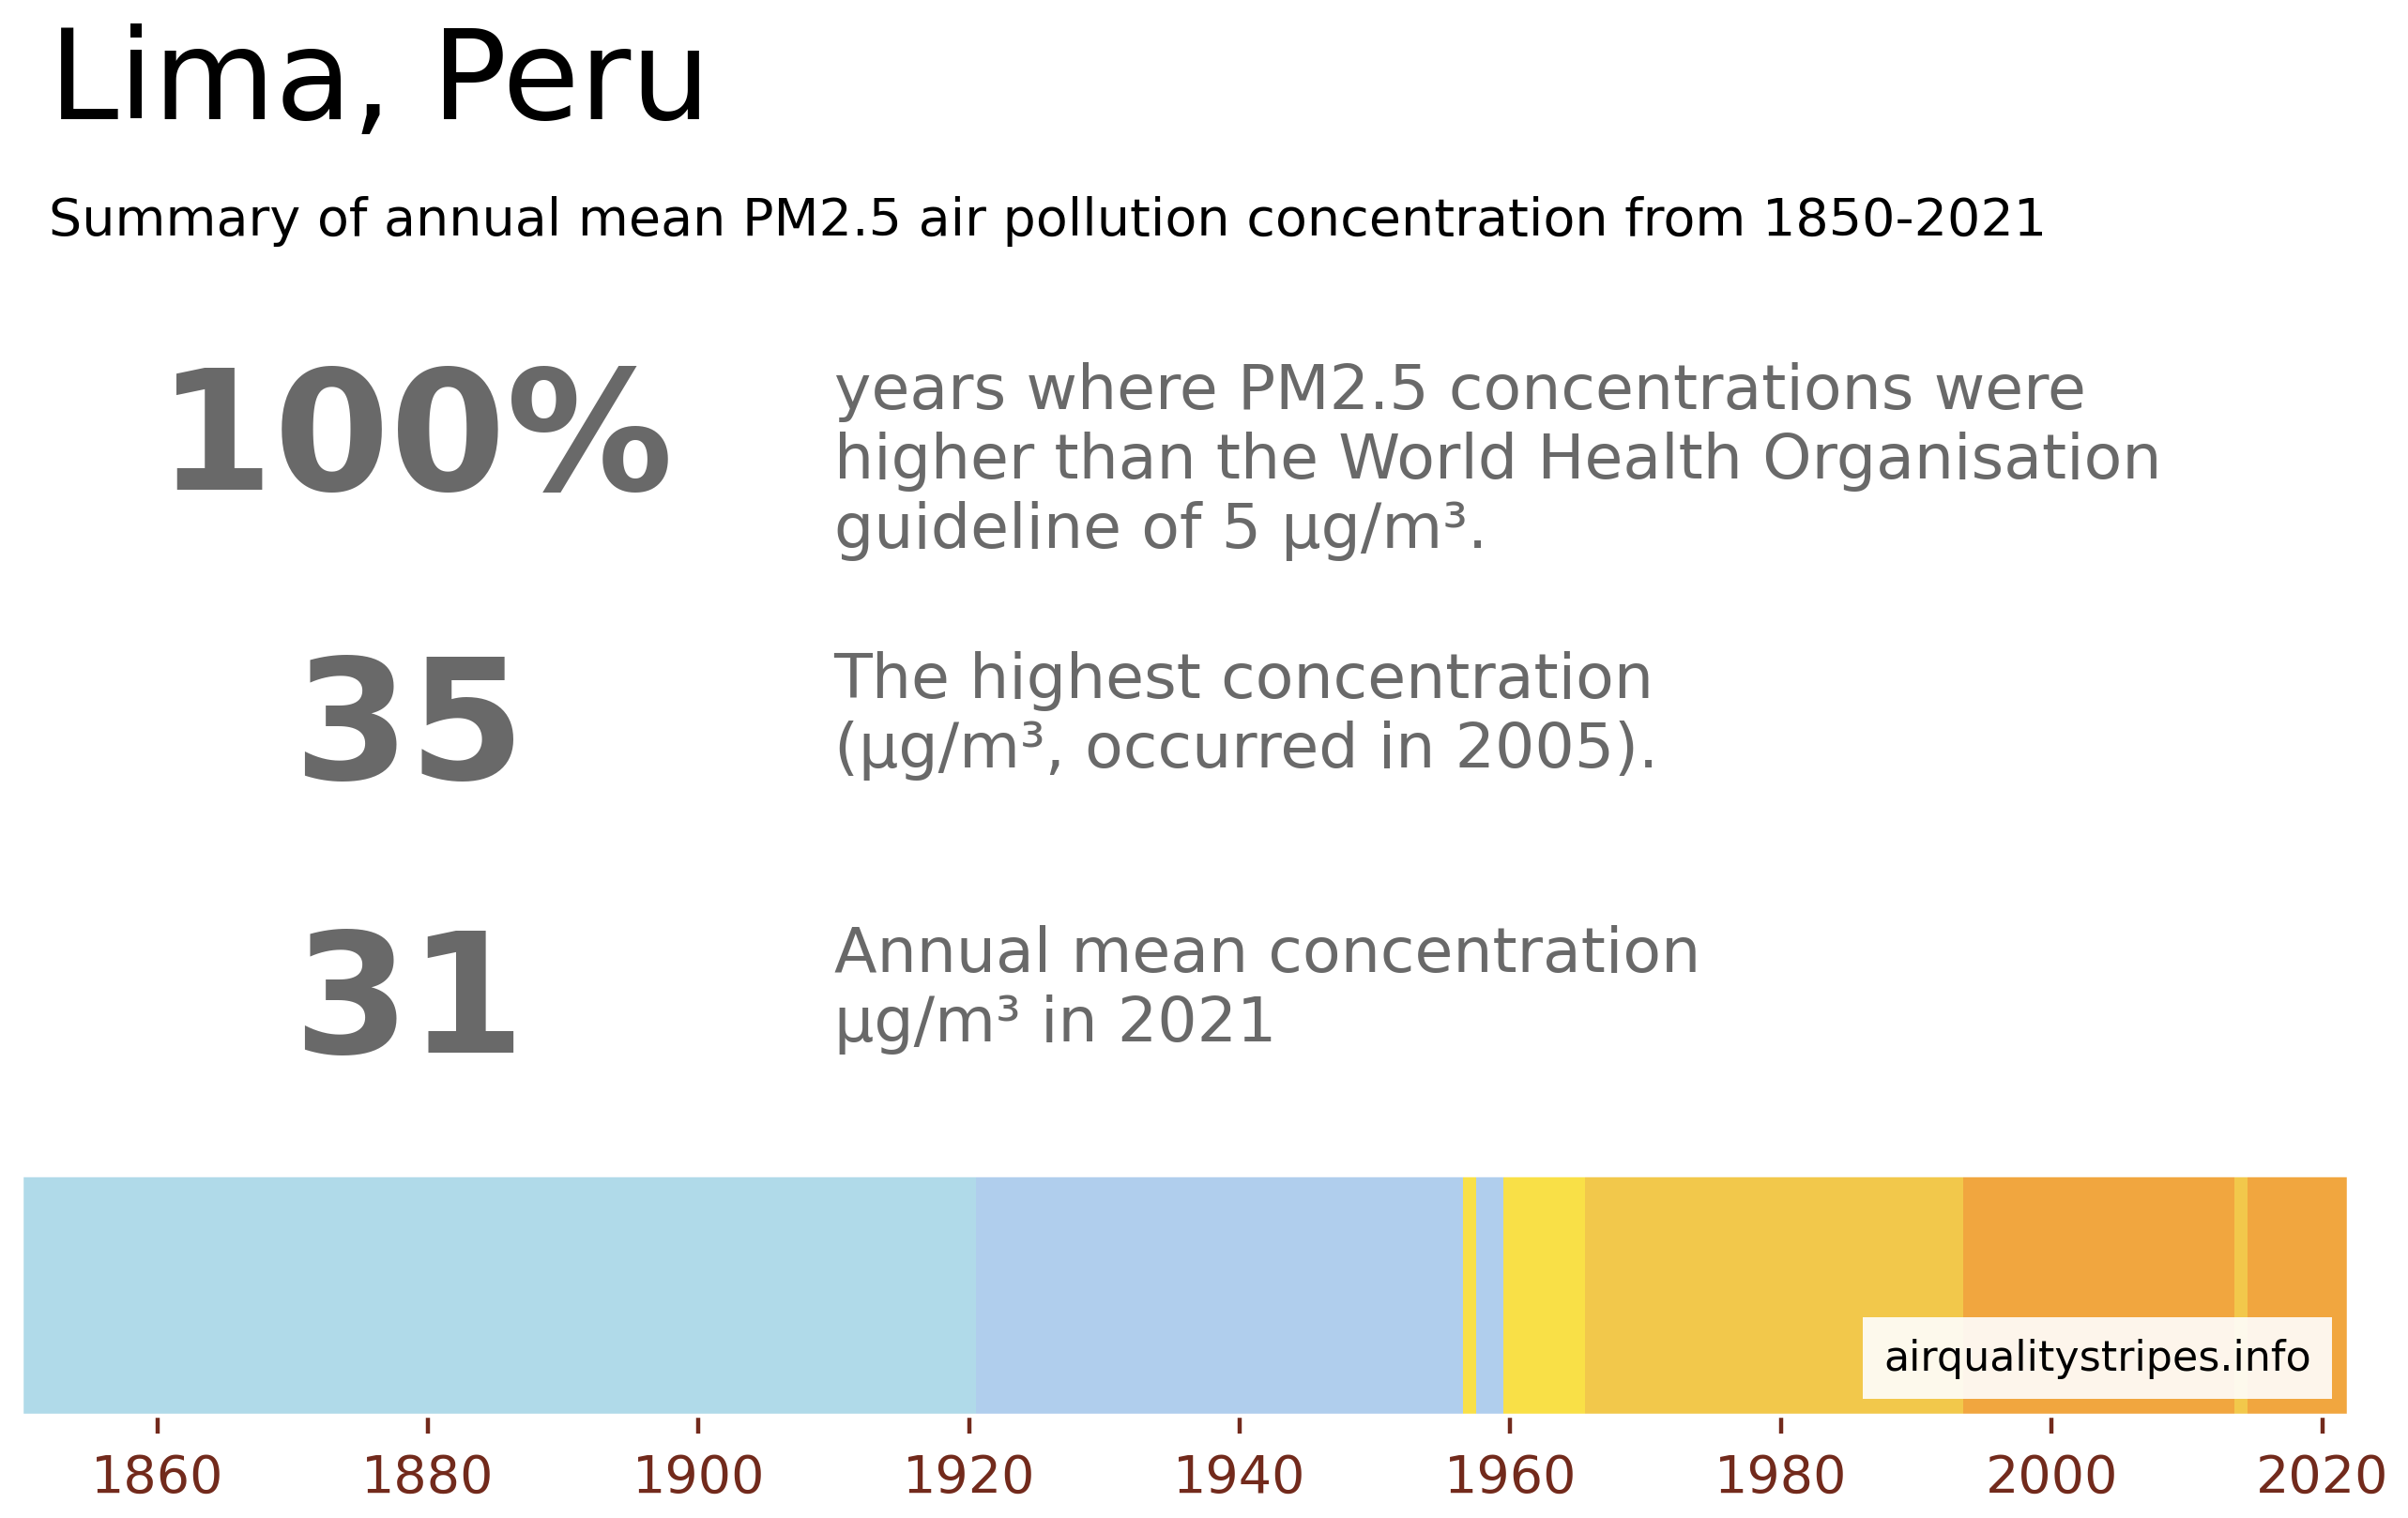 Lima, Peru
Summary of annual mean PM2.5 air pollution concentration from 1850-2021
100%
years where PM2.5 concentrations were
higher than the World Health Organisation
guideline of 5 µg/m³.
35
The highest concentration
(µg/m³, occurred in 2005).
31
Annual mean concentration
µg/m³ in 2021
airqualitystripes.info
1860 1880 1900 1920 1940 1960 1980 2000 2020